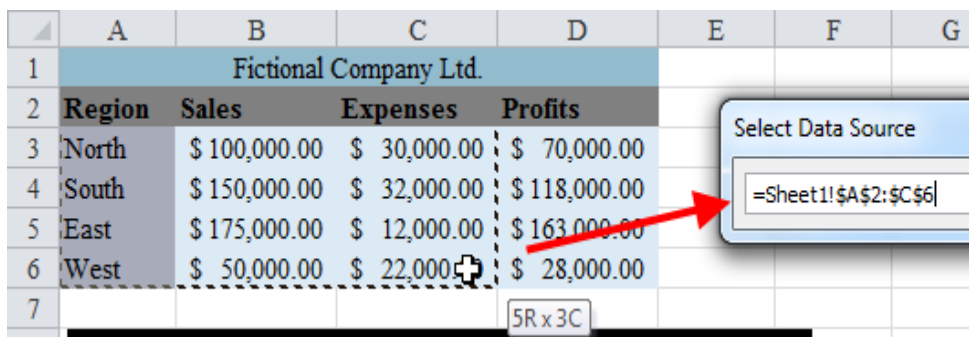 A B C D E F G
1 Fictional Company Ltd.
2 Region Sales Expenses Profits
3 North $ 100,000.00 $ 30,000.00 $ 70,000.00
4 South $ 150,000.00 $ 32,000.00 $ 118,000.00
5 East $ 175,000.00 $ 12,000.00 $ 163,000.00
6 West $ 50,000.00 $ 22,000. $ 28,000.00
7
5R x 3C
Select Data Source
=Sheet1!$A$2:$C$6